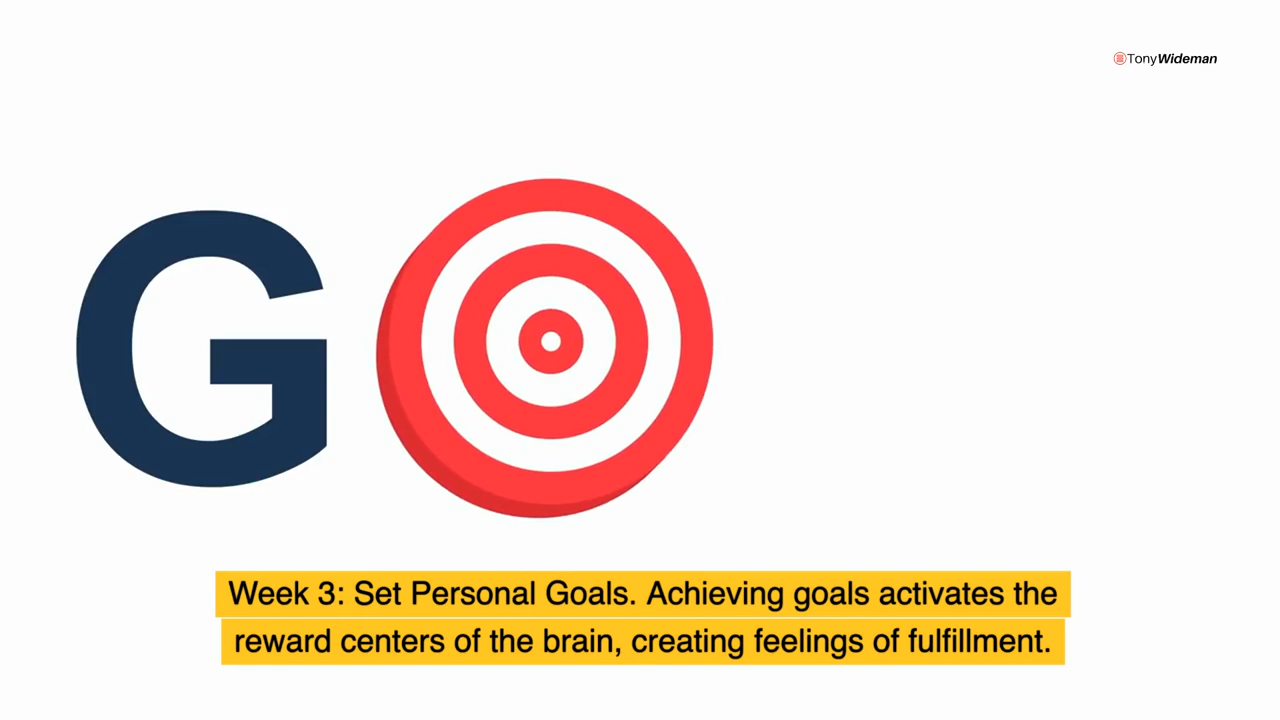 TonyWideman
GO
Week 3: Set Personal Goals. Achieving goals activates the
reward centers of the brain, creating feelings of fulfillment.